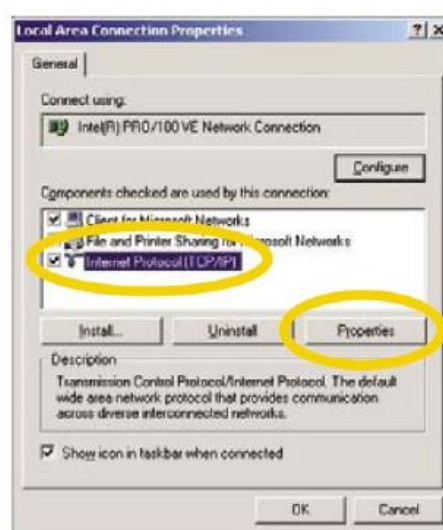 Local Area Connection Properties
General
Connect using:
Intel(R) PRO/100 VE Network Connection
Configure
Components checked are used by this connection:
Client for Microsoft Networks
File and Printer Sharing for Microsoft Networks
Internet Protocol (TCP/IP)
Install...
Uninstall
Properties
Description
Transmission Control Protocol/Internet Protocol. The default
wide area network protocol that provides communication
across diverse interconnected networks.
Show icon in taskbar when connected
OK
Cancel